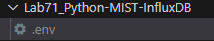 Lab71_Python-MIST-InfluxDB
.env